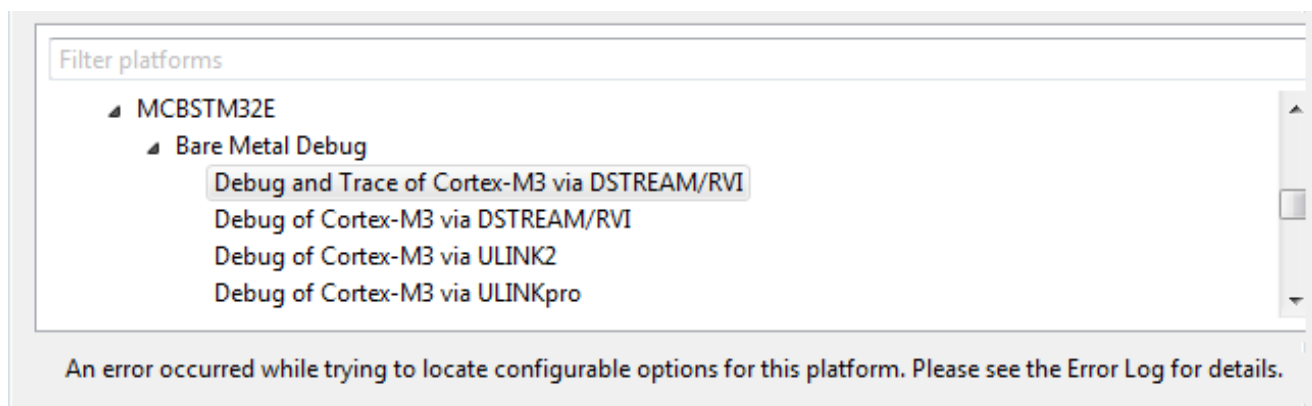 Filter platforms
MCBSTM32E
Bare Metal Debug
Debug and Trace of Cortex-M3 via DSTREAM/RVI
Debug of Cortex-M3 via DSTREAM/RVI
Debug of Cortex-M3 via ULINK2
Debug of Cortex-M3 via ULINKpro
An error occurred while trying to locate configurable options for this platform. Please see the Error Log for details.